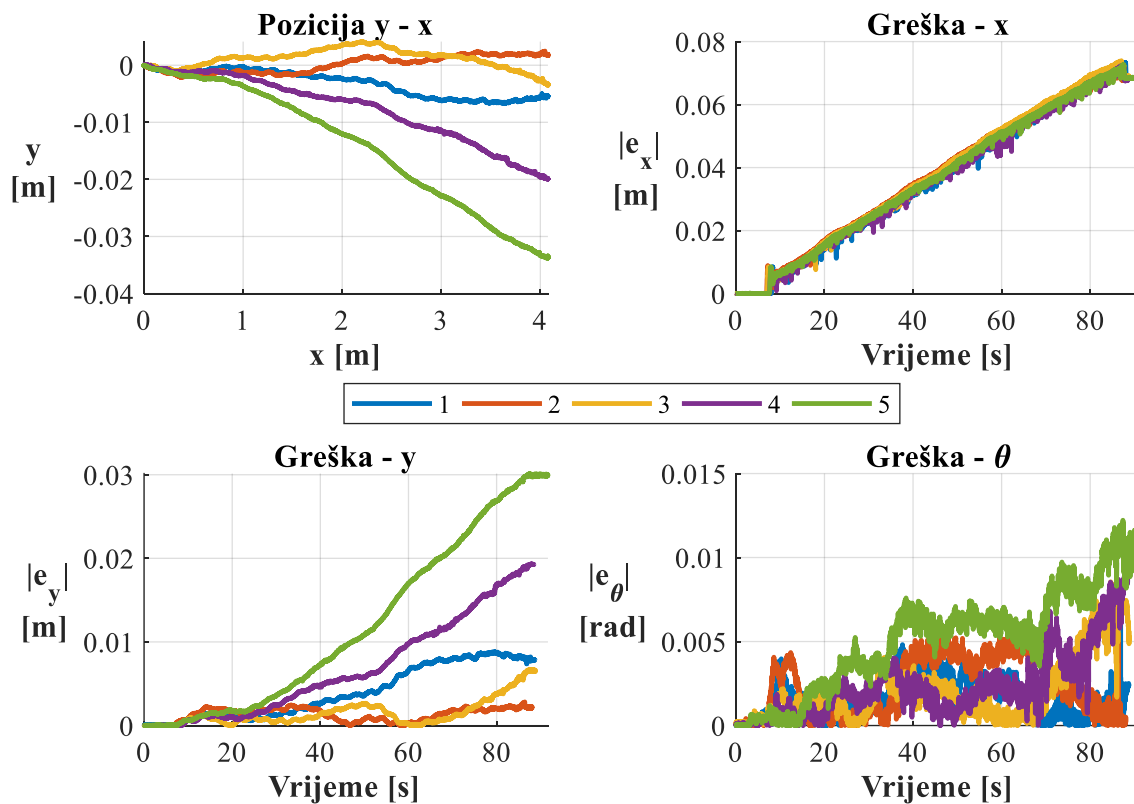 Pozicija y - x
0
-0.01
-0.02
-0.03
-0.04
y
[m]
0 1 2 3 4
x [m]
Greška - x
0.08
0.06
0.04
0.02
0
|e_x|
[m]
0 20 40 60 80
Vrijeme [s]
1 2 3 4 5
Greška - y
0.03
0.02
0.01
0
|e_y|
[m]
0 20 40 60 80
Vrijeme [s]
Greška - θ
0.015
0.01
0.005
0
|e_θ|
[rad]
0 20 40 60 80
Vrijeme [s]